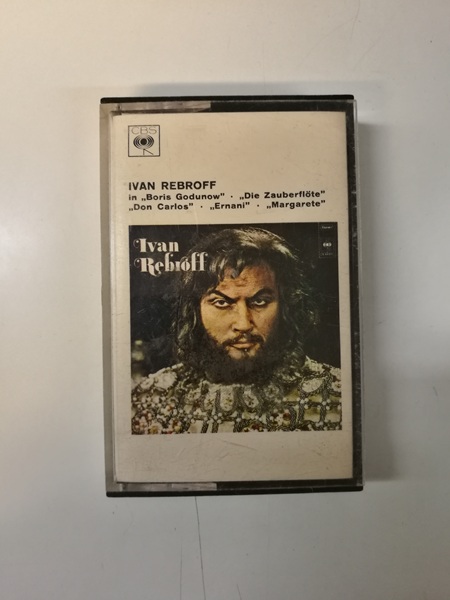 CBS
IVAN REBROFF
in „Boris Godunow" · „Die Zauberflöte"
„Don Carlos" · „Ernani" · „Margarete"
Ivan
Rebroff